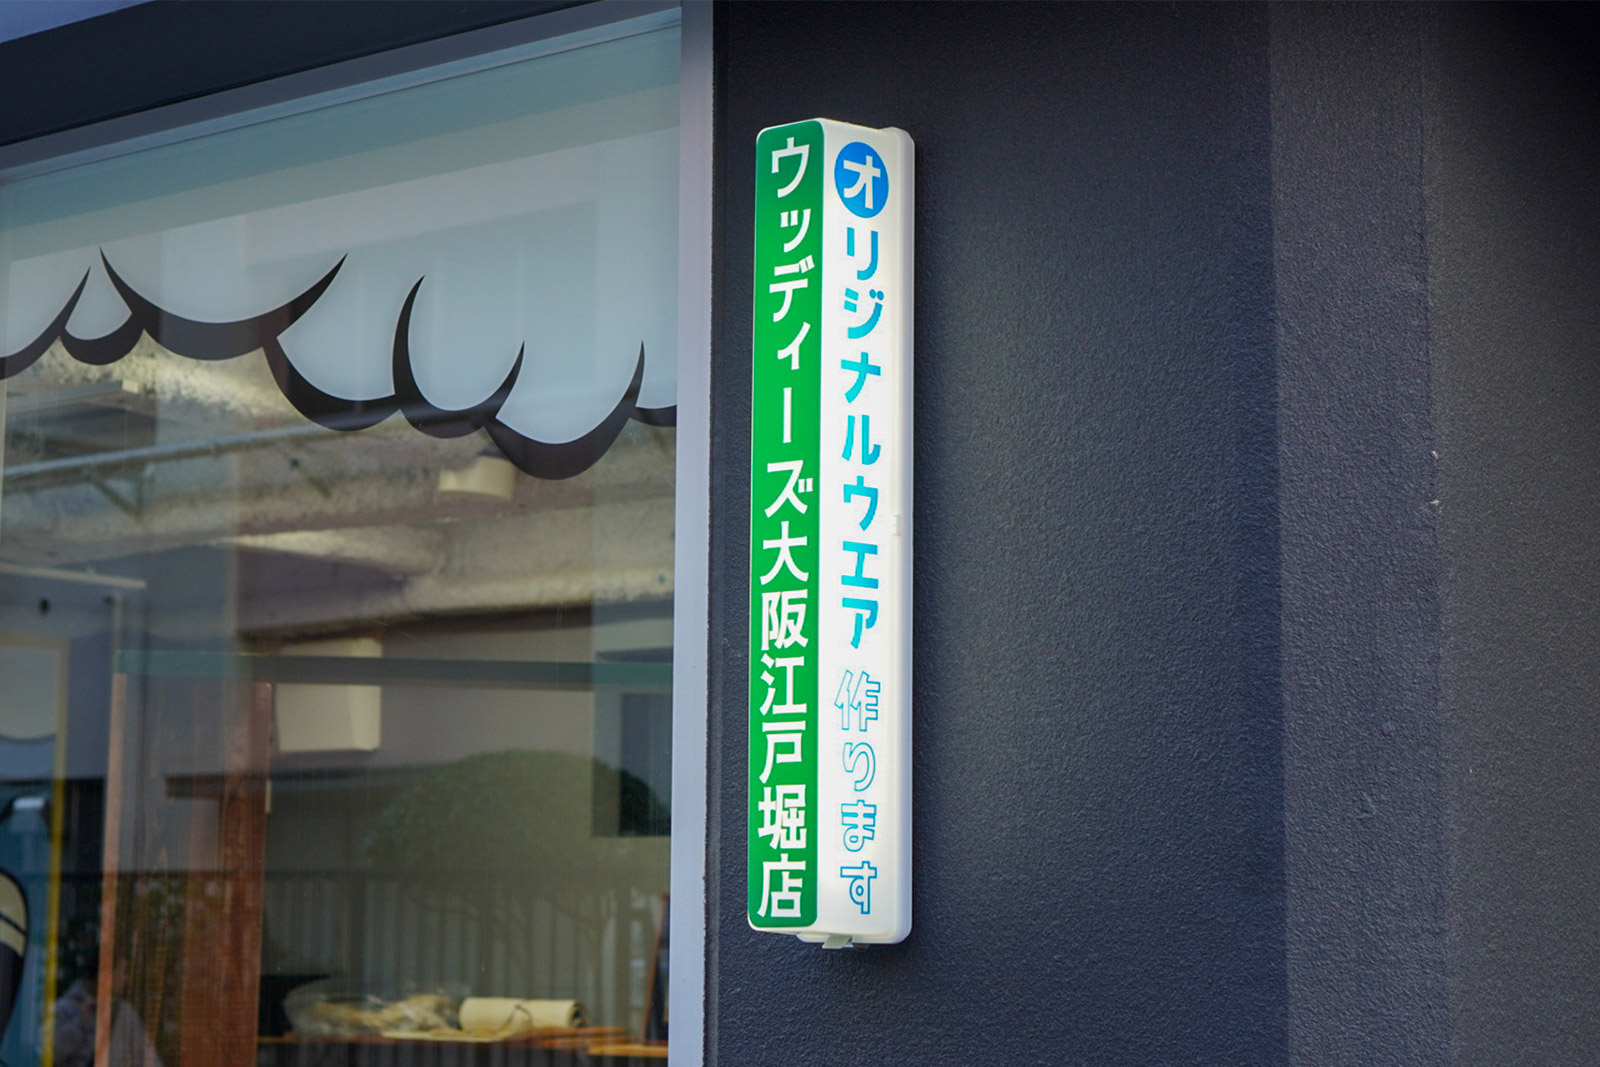 オリジナルウエア 作ります
ウッディーズ大阪江戸堀店